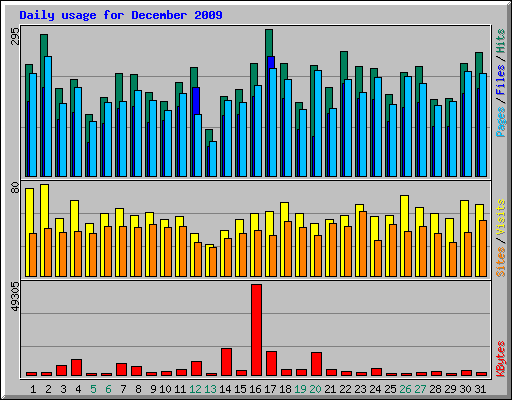 Daily usage for December 2009
295
Pages / Files / Hits
80
Sites / Visits
49305
KBytes
1 2 3 4 5 6 7 8 9 10 11 12 13 14 15 16 17 18 19 20 21 22 23 24 25 26 27 28 29 30 31